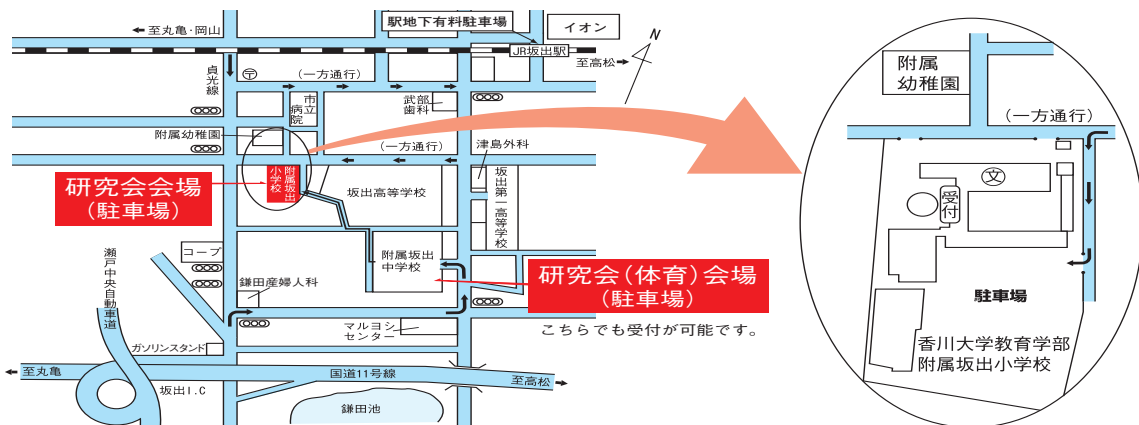 至丸亀・岡山
駅地下有料駐車場
イオン
JR坂出駅
至高松
N
貞光線
〒
(一方通行)
市立
病院
武部
歯科
附属幼稚園
(一方通行)
津島外科
研究会会場
(駐車場)
附属坂出
小学校
坂出高等学校
坂出第一高等学校
瀬戸中央自動車道
コープ
附属坂出
中学校
研究会(体育)会場
(駐車場)
鎌田産婦人科
こちらでも受付が可能です。
マルヨシ
センター
ガソリンスタンド
至丸亀
国道11号線
至高松
坂出I.C
鎌田池
附属
幼稚園
(一方通行)
文
受付
駐車場
香川大学教育学部
附属坂出小学校